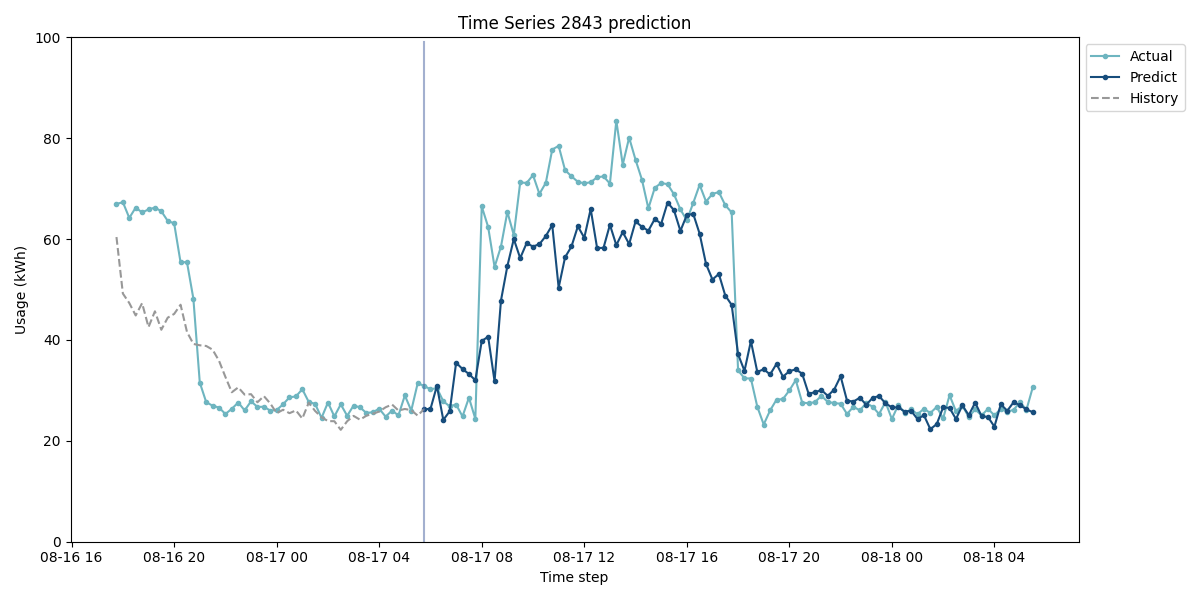 Time Series 2843 prediction
Actual
Predict
History
Usage (kWh)
100
80
60
40
20
0
08-16 16 08-16 20 08-17 00 08-17 04 08-17 08 08-17 12 08-17 16 08-17 20 08-18 00 08-18 04
Time step